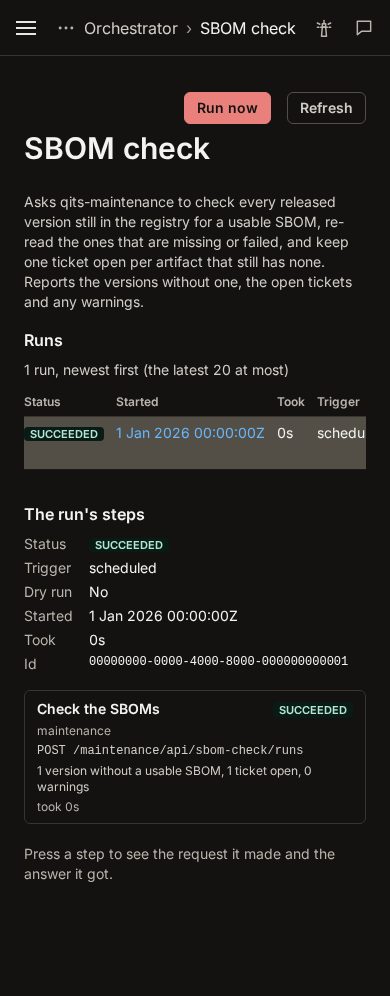 Orchestrator › SBOM check
Run now
Refresh
SBOM check
Asks qits-maintenance to check every released
version still in the registry for a usable SBOM, re-
read the ones that are missing or failed, and keep
one ticket open per artifact that still has none.
Reports the versions without one, the open tickets
and any warnings.
Runs
1 run, newest first (the latest 20 at most)
Status Started Took Trigger
SUCCEEDED 1 Jan 2026 00:00:00Z 0s schedu
The run's steps
Status SUCCEEDED
Trigger scheduled
Dry run No
Started 1 Jan 2026 00:00:00Z
Took 0s
Id 00000000-0000-4000-8000-000000000001
Check the SBOMs SUCCEEDED
maintenance
POST /maintenance/api/sbom-check/runs
1 version without a usable SBOM, 1 ticket open, 0
warnings
took 0s
Press a step to see the request it made and the
answer it got.